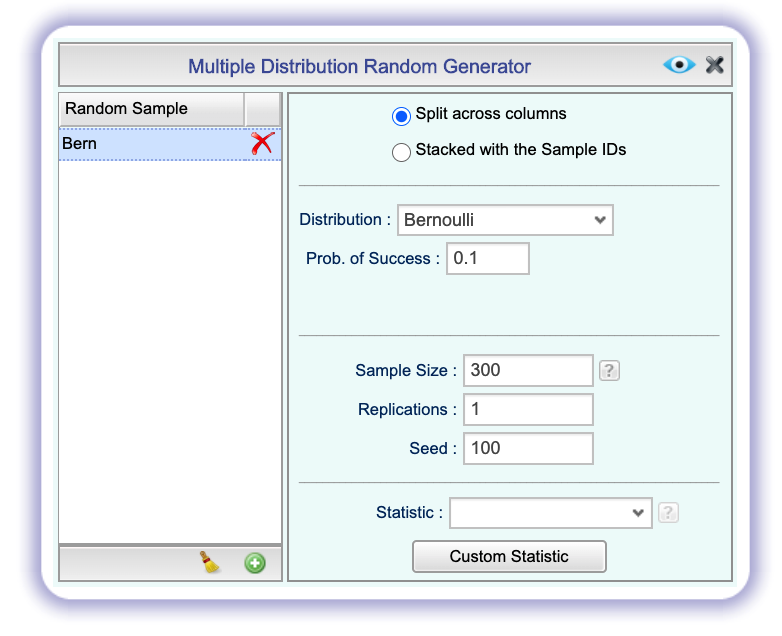 Multiple Distribution Random Generator
Random Sample
Bern
Split across columns
Stacked with the Sample IDs
Distribution : Bernoulli
Prob. of Success : 0.1
Sample Size : 300 ?
Replications : 1
Seed : 100
Statistic : ?
Custom Statistic